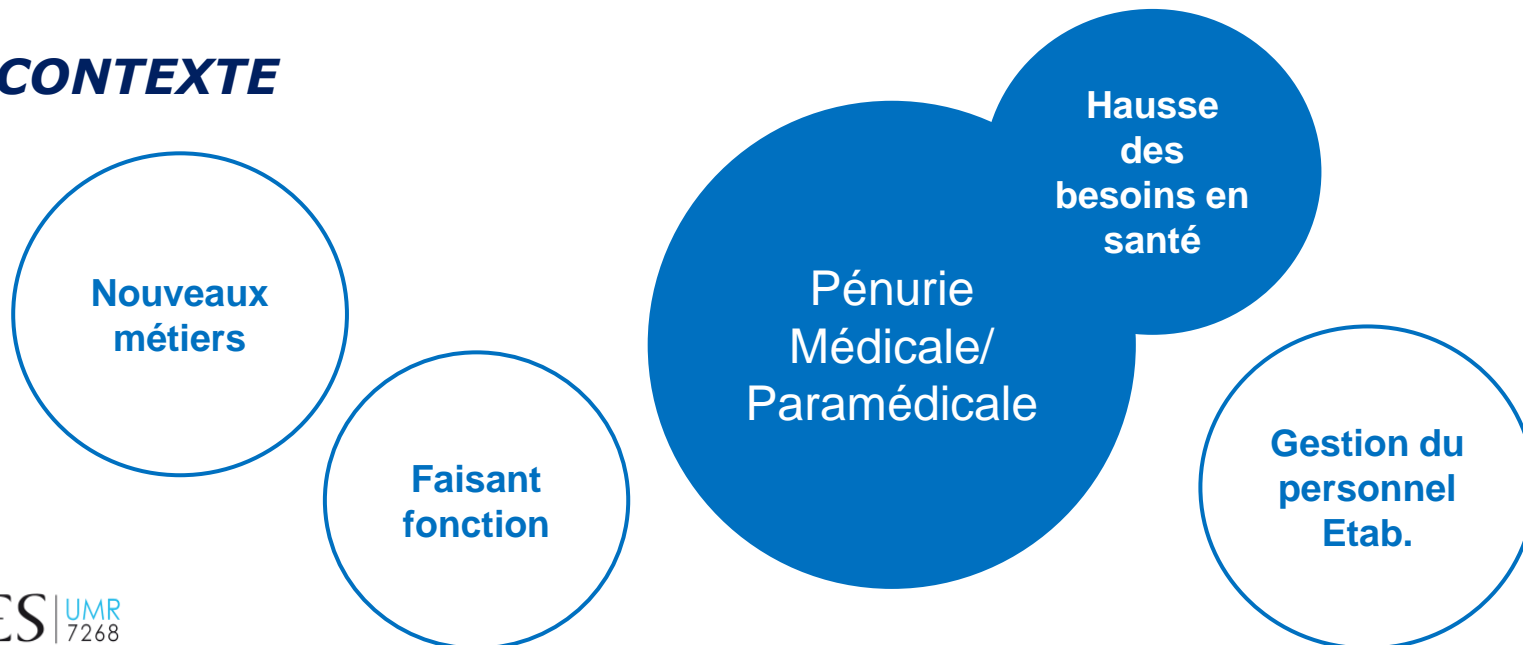 CONTEXTE
Hausse
des
besoins en
santé
Nouveaux
métiers
Pénurie
Médicale/
Paramédicale
Faisant
fonction
Gestion du
personnel
Etab.
ES UMR
7268